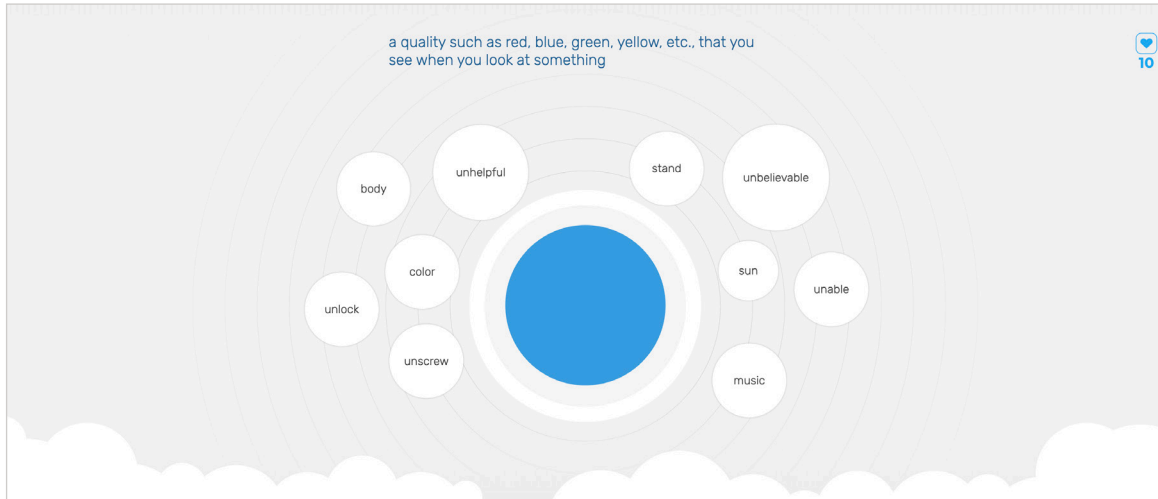 a quality such as red, blue, green, yellow, etc., that you
see when you look at something
10
unhelpful
stand
unbelievable
body
color
sun
unable
unlock
unscrew
music